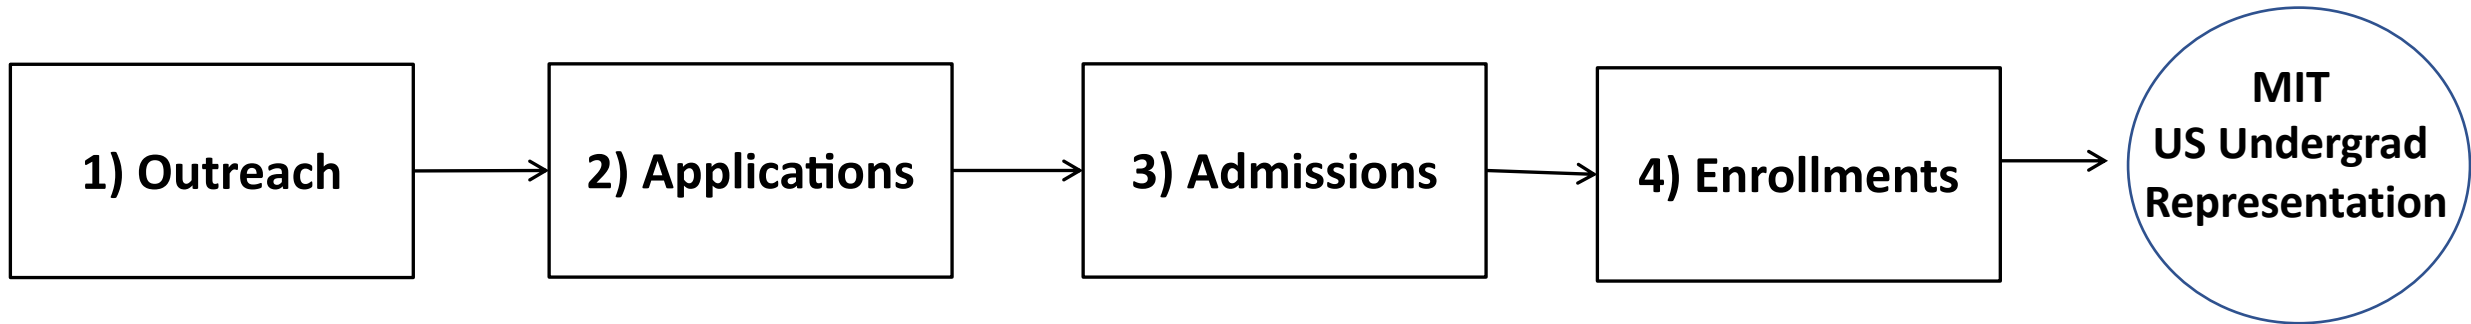 1) Outreach
2) Applications
3) Admissions
4) Enrollments
MIT
US Undergrad
Representation